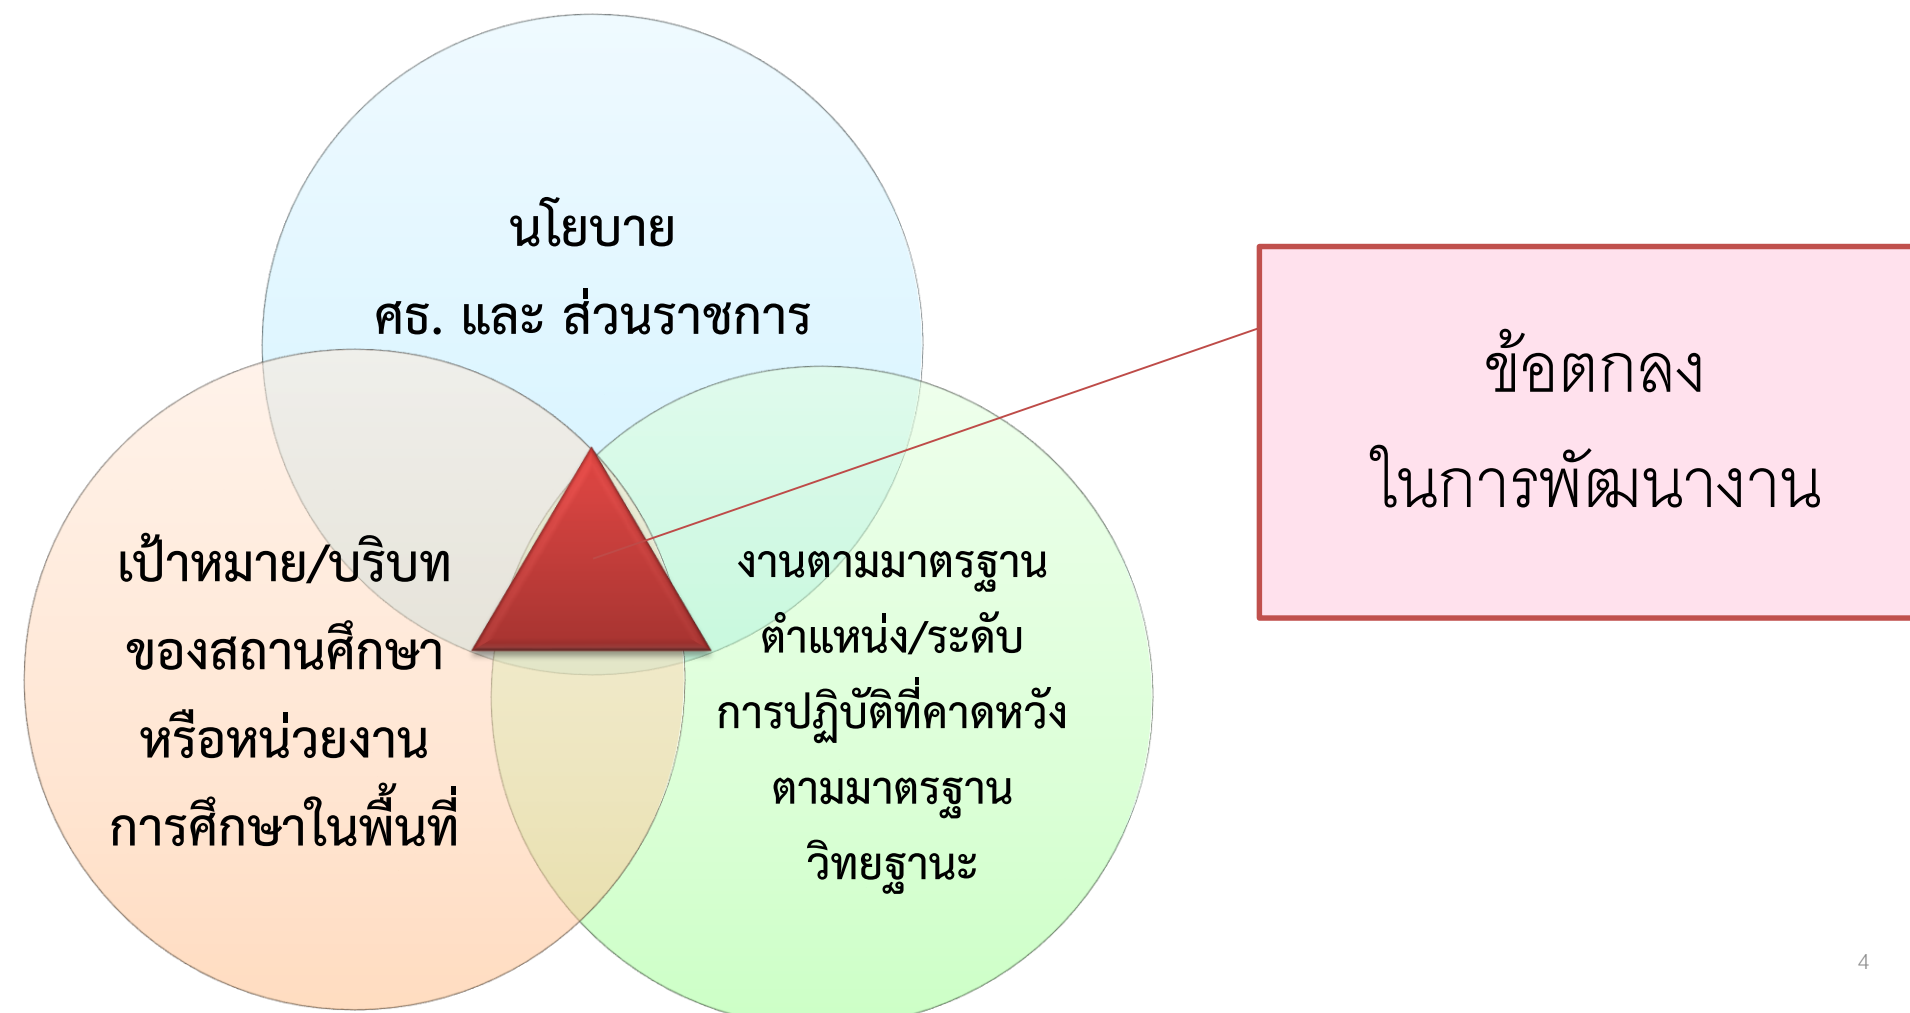 นโยบาย
ศธ. และ ส่วนราชการ
ข้อตกลง
ในการพัฒนางาน
เป้าหมาย/บริบท
ของสถานศึกษา
หรือหน่วยงาน
การศึกษาในพื้นที่
งานตามมาตรฐาน
ตำแหน่ง/ระดับ
การปฏิบัติที่คาดหวัง
ตามมาตรฐาน
วิทยฐานะ
4